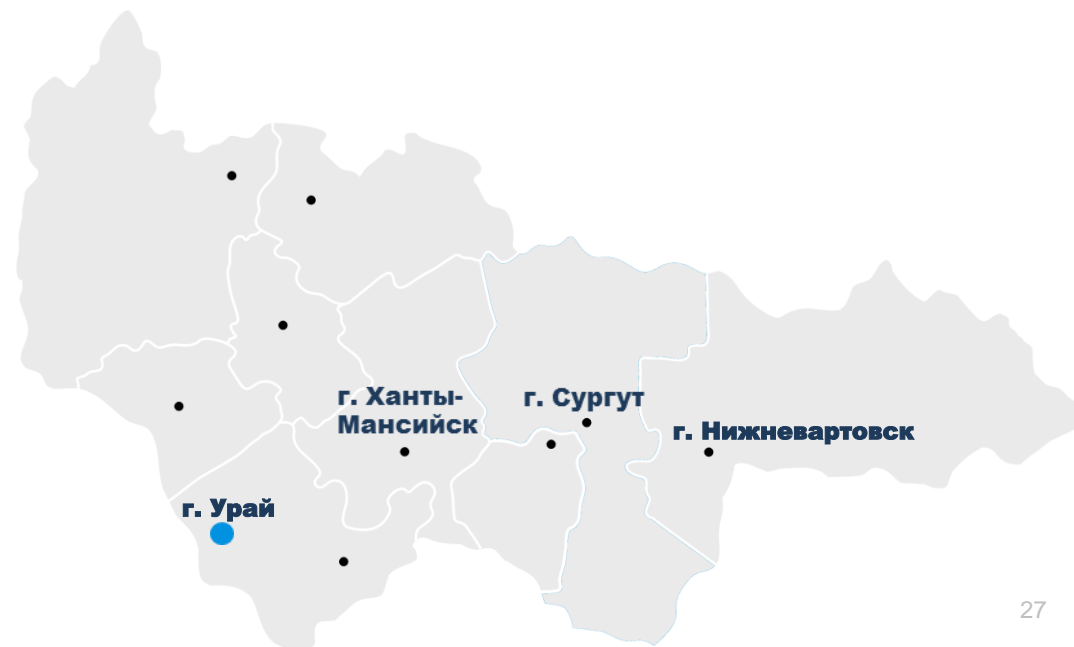 г. Ханты-
Мансийск
г. Сургут
г. Нижневартовск
г. Урай
27